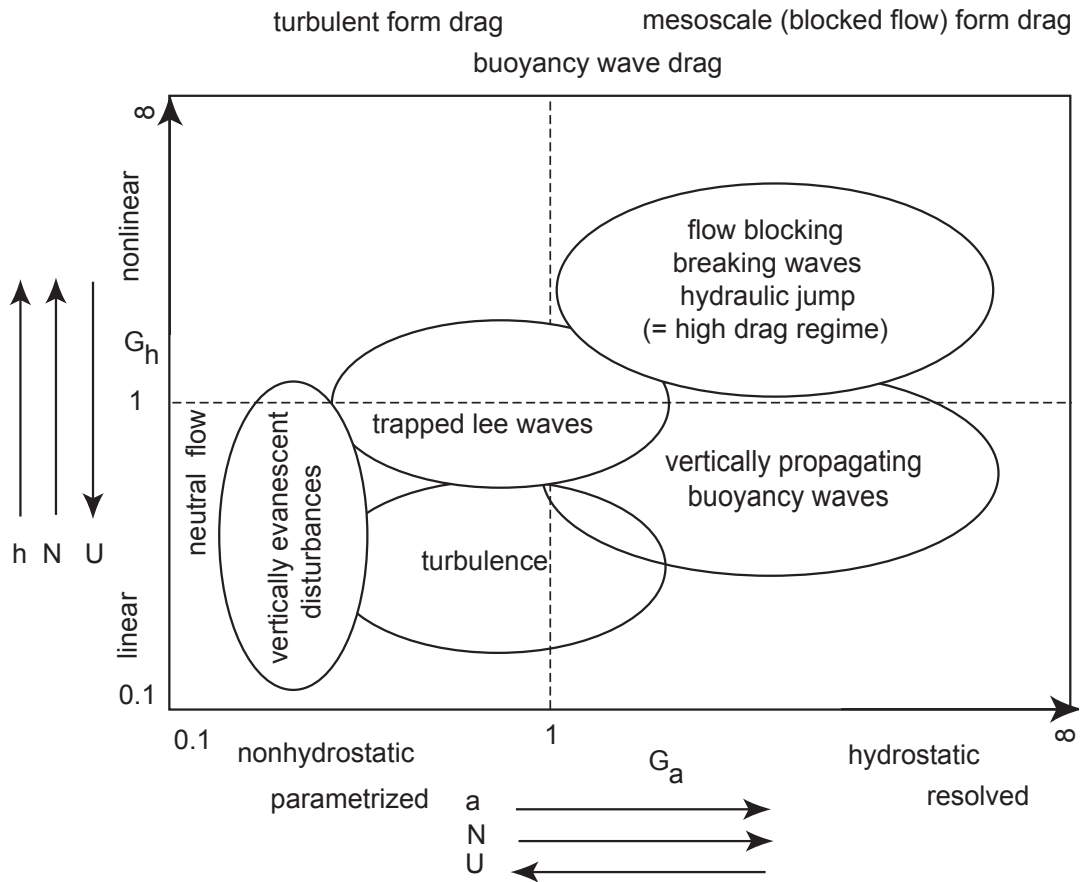 turbulent form drag
mesoscale (blocked flow) form drag
buoyancy wave drag
∞
nonlinear
flow blocking
breaking waves
hydraulic jump
(= high drag regime)
Gh
1
trapped lee waves
neutral flow
vertically evanescent
disturbances
vertically propagating
buoyancy waves
h N U
turbulence
linear
0.1
0.1
1
∞
nonhydrostatic
Ga
hydrostatic
parametrized
resolved
a
N
U